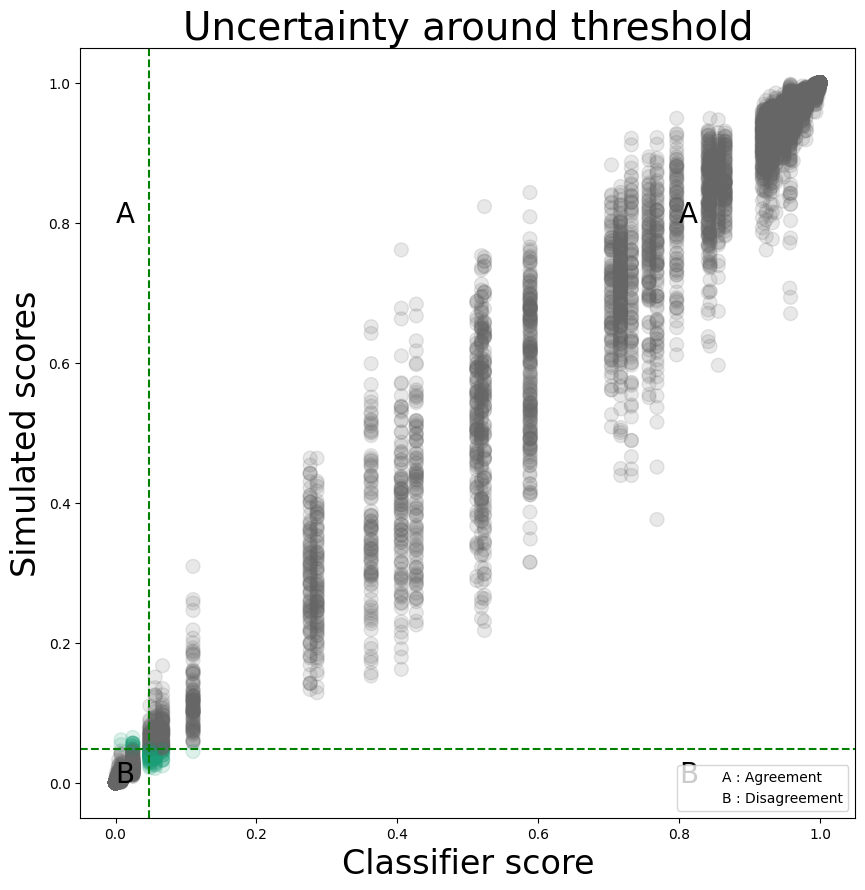 Uncertainty around threshold
Simulated scores
1.0
0.8
0.6
0.4
0.2
0.0
A
A
B
B
A : Agreement
B : Disagreement
0.0 0.2 0.4 0.6 0.8 1.0
Classifier score